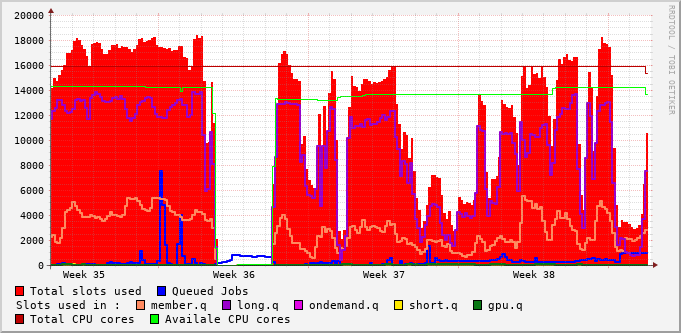 20000
18000
16000
14000
12000
10000
8000
6000
4000
2000
0
Week 35 Week 36 Week 37 Week 38
RRDTOOL / TOBI OETIKER
Total slots used Queued Jobs
Slots used in : member.q long.q ondemand.q short.q gpu.q
Total CPU cores Availale CPU cores